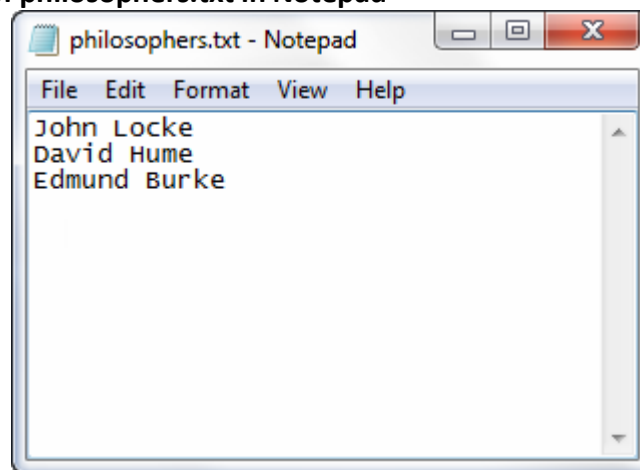 philosophers.txt in Notepad
philosophers.txt - Notepad
File Edit Format View Help
John Locke
David Hume
Edmund Burke